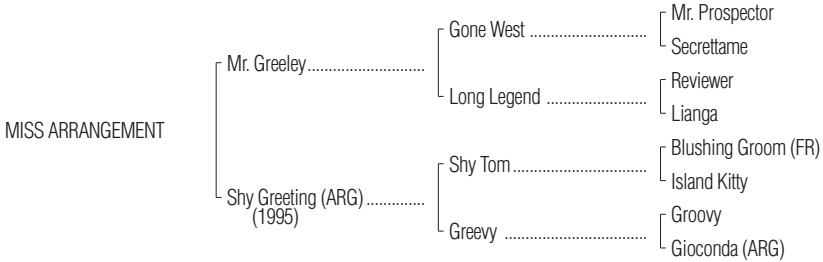 Mr. Prospector
Gone West ............................
Secrettame
Mr. Greeley............................
Reviewer
Long Legend ........................
Lianga
MISS ARRANGEMENT
Blushing Groom (FR)
Shy Tom................................
Island Kitty
Shy Greeting (ARG) ..............
(1995)
Groovy
Greevy ..................................
Gioconda (ARG)